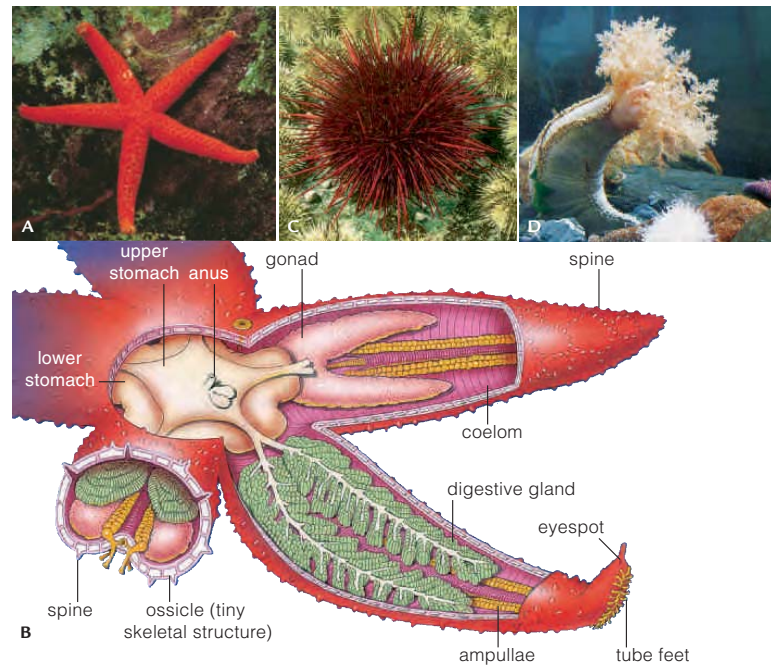 A
C
D
upper
stomach
anus
gonad
spine
lower
stomach
coelom
digestive gland
eyespot
spine
ossicle (tiny
skeletal structure)
B
ampullae
tube feet